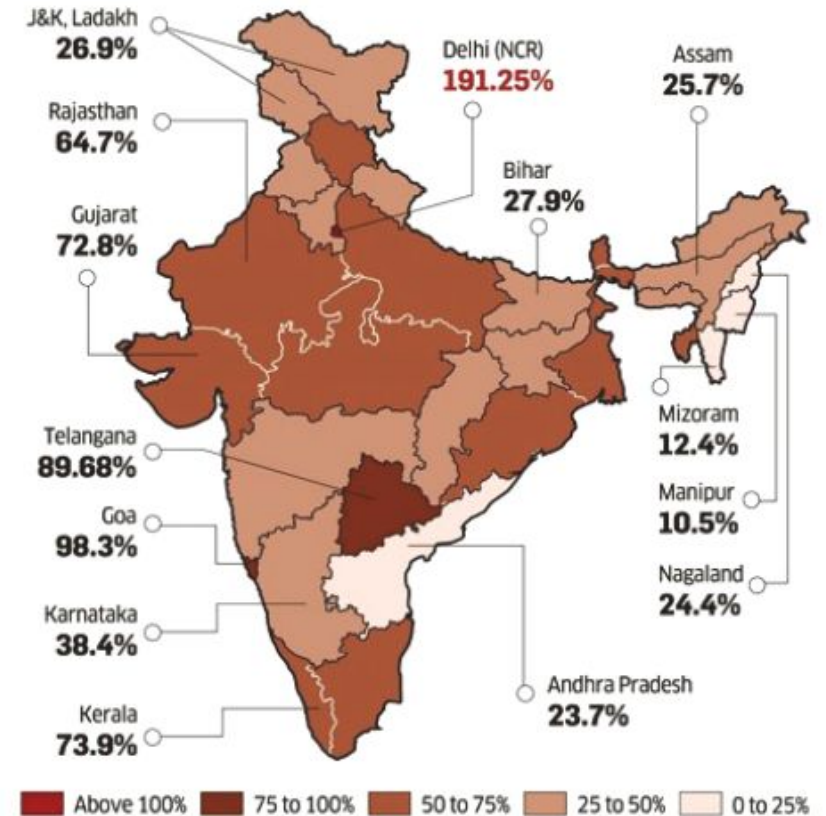 J&K, Ladakh
26.9%
Rajasthan
64.7%
Gujarat
72.8%
Delhi (NCR)
191.25%
Bihar
27.9%
Assam
25.7%
Telangana
89.68%
Goa
98.3%
Karnataka
38.4%
Kerala
73.9%
Mizoram
12.4%
Manipur
10.5%
Nagaland
24.4%
Andhra Pradesh
23.7%
Above 100% 75 to 100% 50 to 75% 25 to 50% 0 to 25%